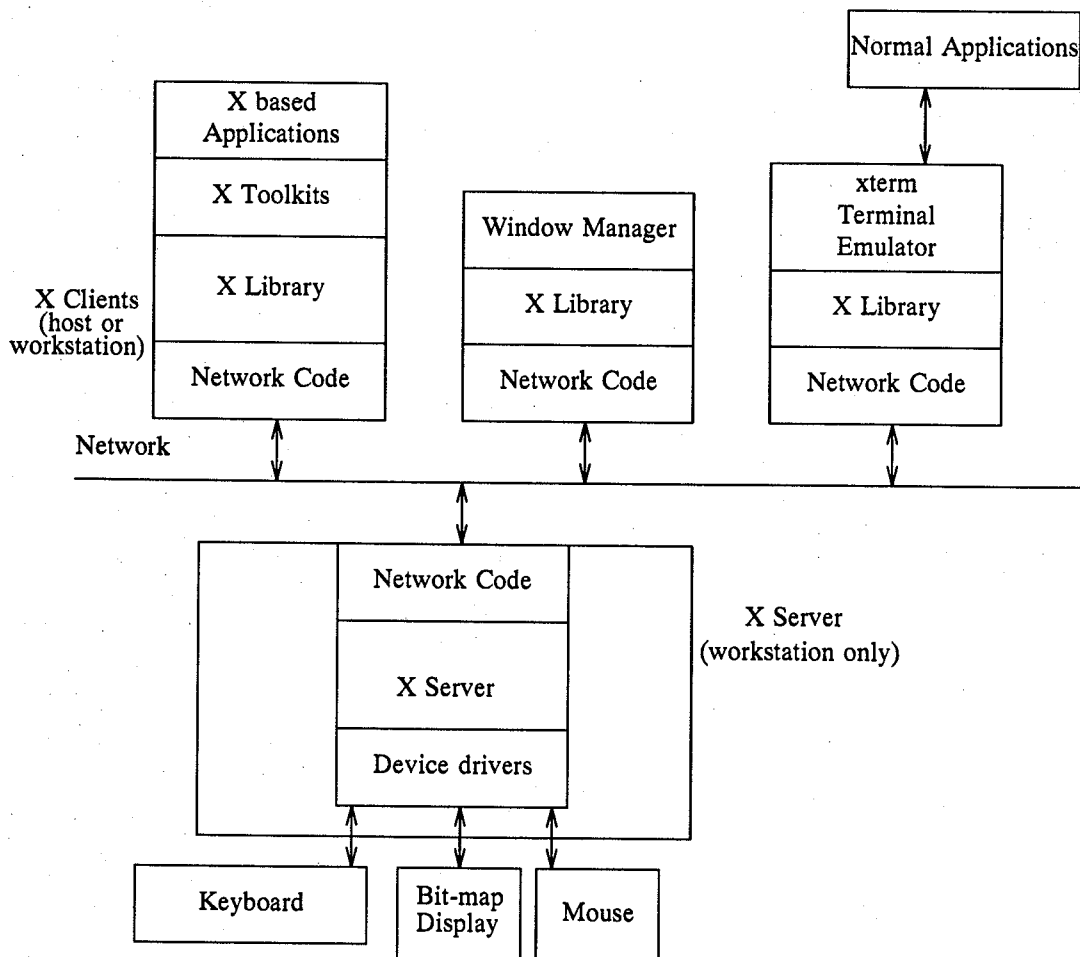 Normal Applications
X based
Applications
X Toolkits
X Library
Network Code
Window Manager
X Library
Network Code
xterm
Terminal
Emulator
X Library
Network Code
X Clients
(host or
workstation)
Network
Network Code
X Server
Device drivers
X Server
(workstation only)
Keyboard
Bit-map
Display
Mouse